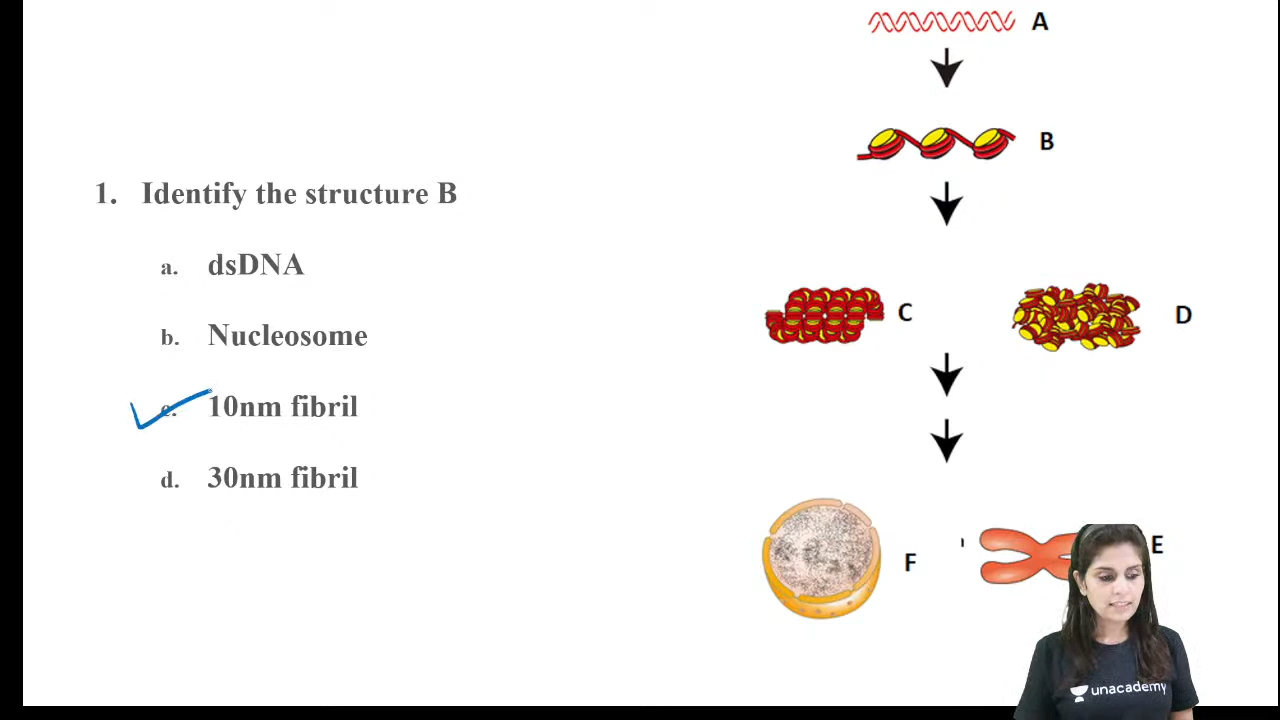 A
B
1. Identify the structure B
a. dsDNA
b. Nucleosome
c. 10nm fibril
d. 30nm fibril
C
D
F
E
unacademy